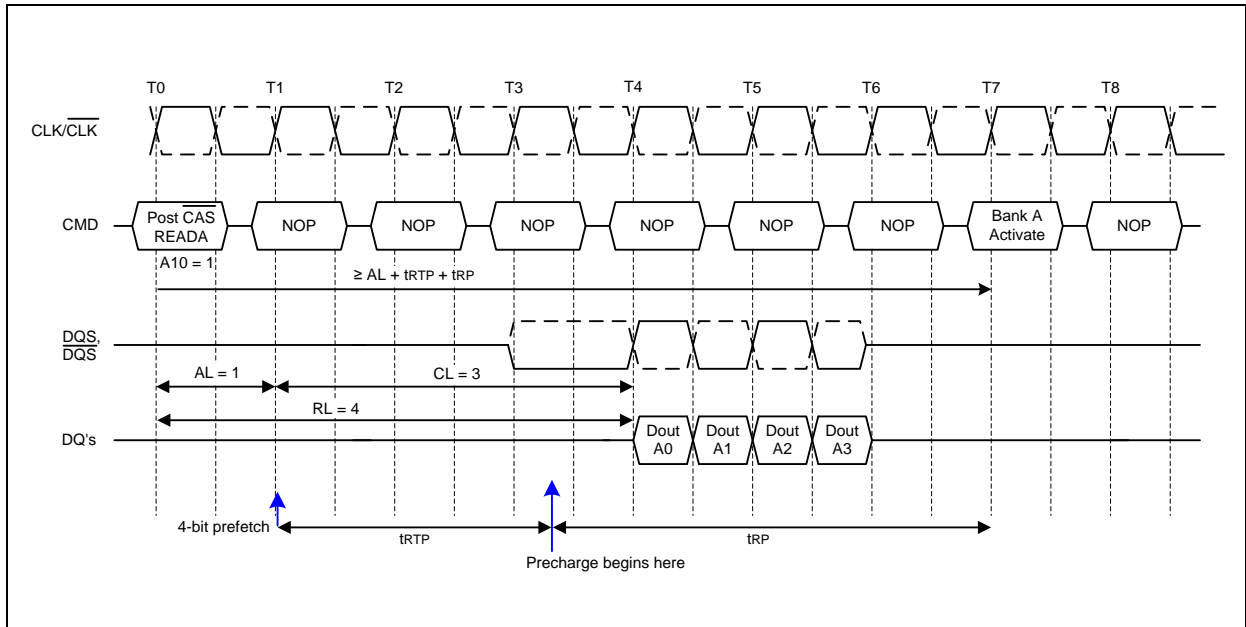 T0 T1 T2 T3 T4 T5 T6 T7 T8
CLK/CLK
CMD
Post CAS
READA
NOP NOP NOP NOP NOP NOP
Bank A
Activate
NOP
A10 = 1
≥ AL + tRTP + tRP
DQS,
DQS
AL = 1
CL = 3
RL = 4
DQ's
Dout
A0
Dout
A1
Dout
A2
Dout
A3
4-bit prefetch
tRTP
tRP
Precharge begins here